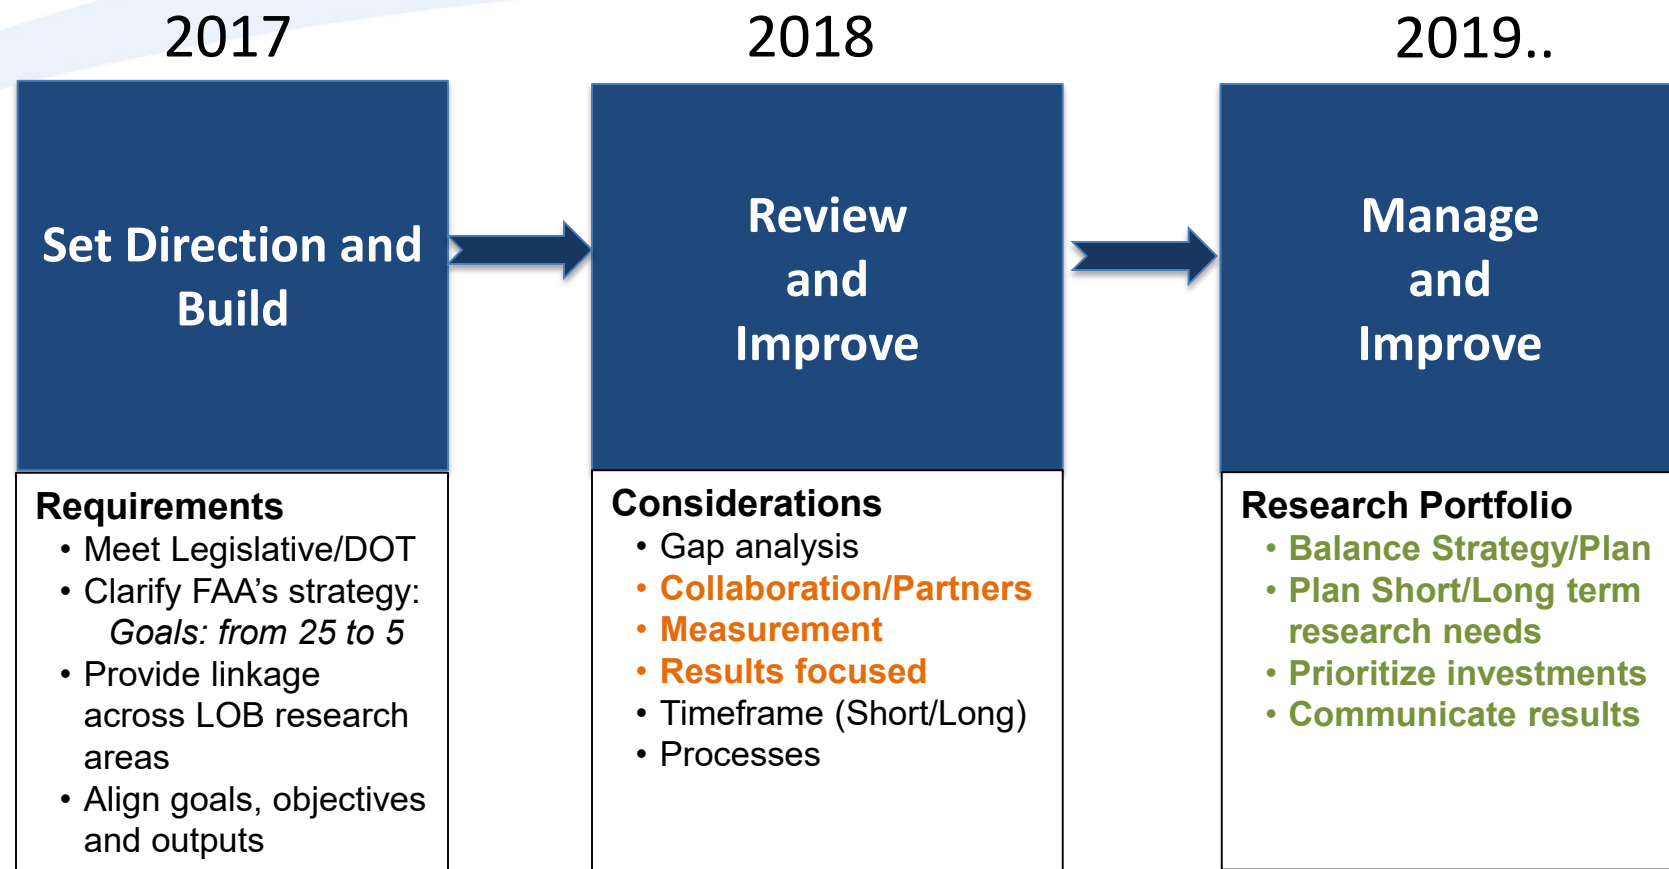 2017
Set Direction and
Build
Requirements
• Meet Legislative/DOT
• Clarify FAA’s strategy:
Goals: from 25 to 5
• Provide linkage
across LOB research
areas
• Align goals, objectives
and outputs
2018
Review
and
Improve
Considerations
• Gap analysis
• Collaboration/Partners
• Measurement
• Results focused
• Timeframe (Short/Long)
• Processes
2019..
Manage
and
Improve
Research Portfolio
• Balance Strategy/Plan
• Plan Short/Long term
research needs
• Prioritize investments
• Communicate results